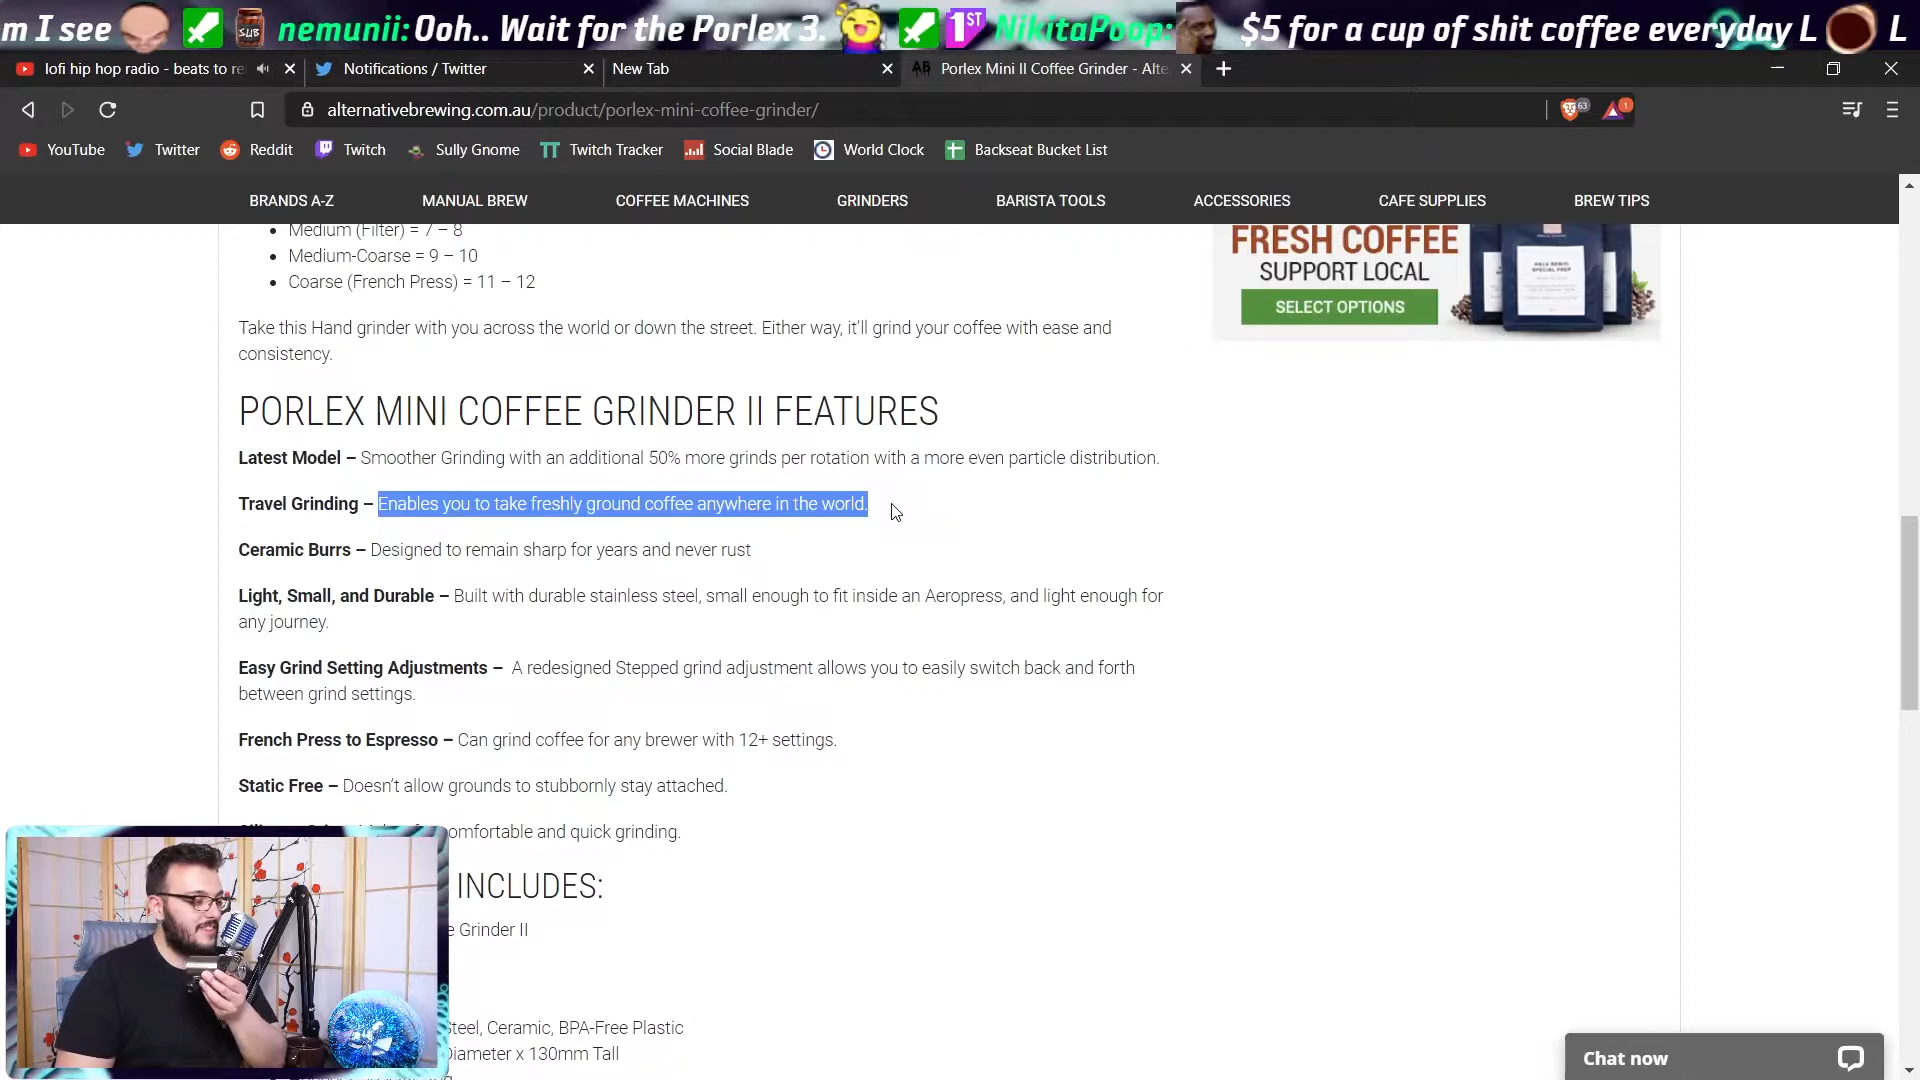 m I see SUB nemunii: Ooh.. Wait for the Porlex 3. 1ST NikitaPoop: $5 for a cup of shit coffee everyday L L
lofi hip hop radio - beats to re
Notifications / Twitter
New Tab
Porlex Mini II Coffee Grinder - Alte
alternativebrewing.com.au/product/porlex-mini-coffee-grinder/
63
1
YouTube Twitter Reddit Twitch Sully Gnome Twitch Tracker Social Blade World Clock Backseat Bucket List
BRANDS A-Z MANUAL BREW COFFEE MACHINES GRINDERS BARISTA TOOLS ACCESSORIES CAFE SUPPLIES BREW TIPS
Medium (Filter) = 7 – 8
Medium-Coarse = 9 – 10
Coarse (French Press) = 11 – 12
FRESH COFFEE
SUPPORT LOCAL
SELECT OPTIONS
Take this Hand grinder with you across the world or down the street. Either way, it’ll grind your coffee with ease and
consistency.
PORLEX MINI COFFEE GRINDER II FEATURES
Latest Model – Smoother Grinding with an additional 50% more grinds per rotation with a more even particle distribution.
Travel Grinding – Enables you to take freshly ground coffee anywhere in the world.
Ceramic Burrs – Designed to remain sharp for years and never rust
Light, Small, and Durable – Built with durable stainless steel, small enough to fit inside an Aeropress, and light enough for
any journey.
Easy Grind Setting Adjustments – A redesigned Stepped grind adjustment allows you to easily switch back and forth
between grind settings.
French Press to Espresso – Can grind coffee for any brewer with 12+ settings.
Static Free – Doesn’t allow grounds to stubbornly stay attached.
omfortable and quick grinding.
INCLUDES:
e Grinder II
Steel, Ceramic, BPA-Free Plastic
Diameter x 130mm Tall
Chat now